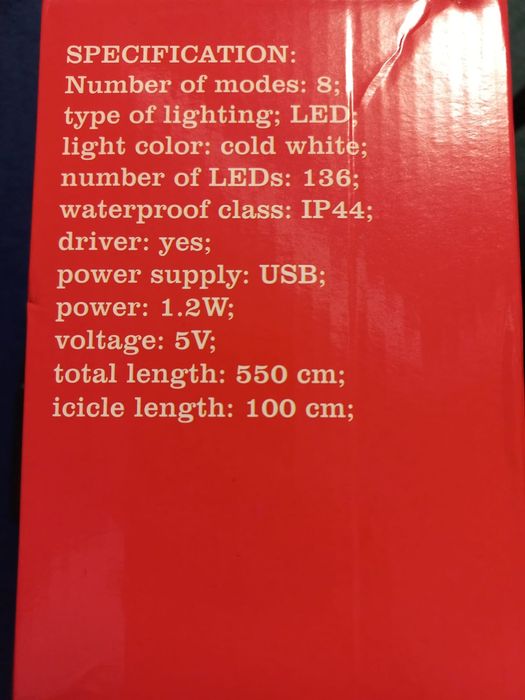 SPECIFICATION:
Number of modes: 8;
type of lighting; LED;
light color: cold white;
number of LEDs: 136;
waterproof class: IP44;
driver: yes;
power supply: USB;
power: 1.2W;
voltage: 5V;
total length: 550 cm;
icicle length: 100 cm;